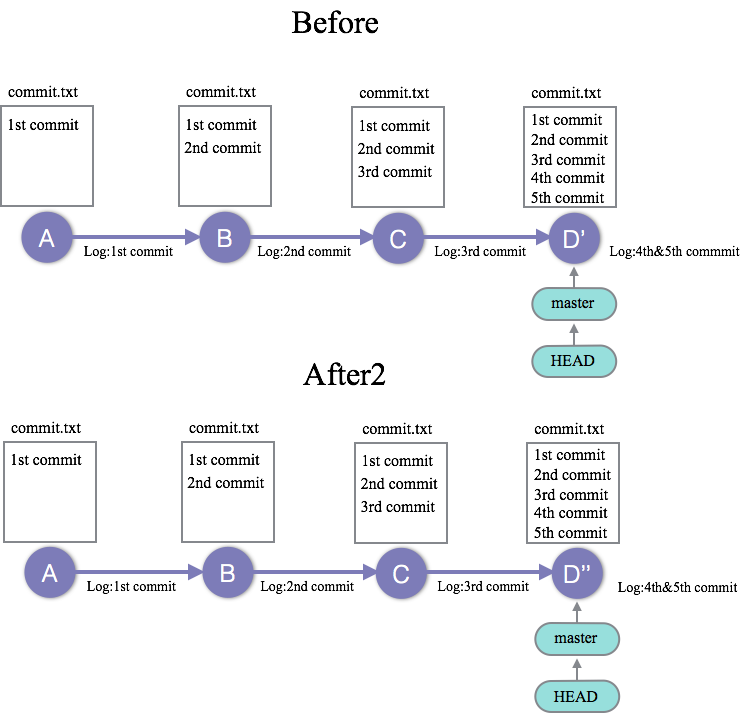 Before
commit.txt
commit.txt
commit.txt
commit.txt
1st commit
1st commit
2nd commit
1st commit
2nd commit
3rd commit
1st commit
2nd commit
3rd commit
4th commit
5th commit
A
B
C
D'
Log:1st commit
Log:2nd commit
Log:3rd commit
Log:4th&5th commmit
master
HEAD
After2
commit.txt
commit.txt
commit.txt
commit.txt
1st commit
1st commit
2nd commit
1st commit
2nd commit
3rd commit
1st commit
2nd commit
3rd commit
4th commit
5th commit
A
B
C
D"
Log:1st commit
Log:2nd commit
Log:3rd commit
Log:4th&5th commit
master
HEAD